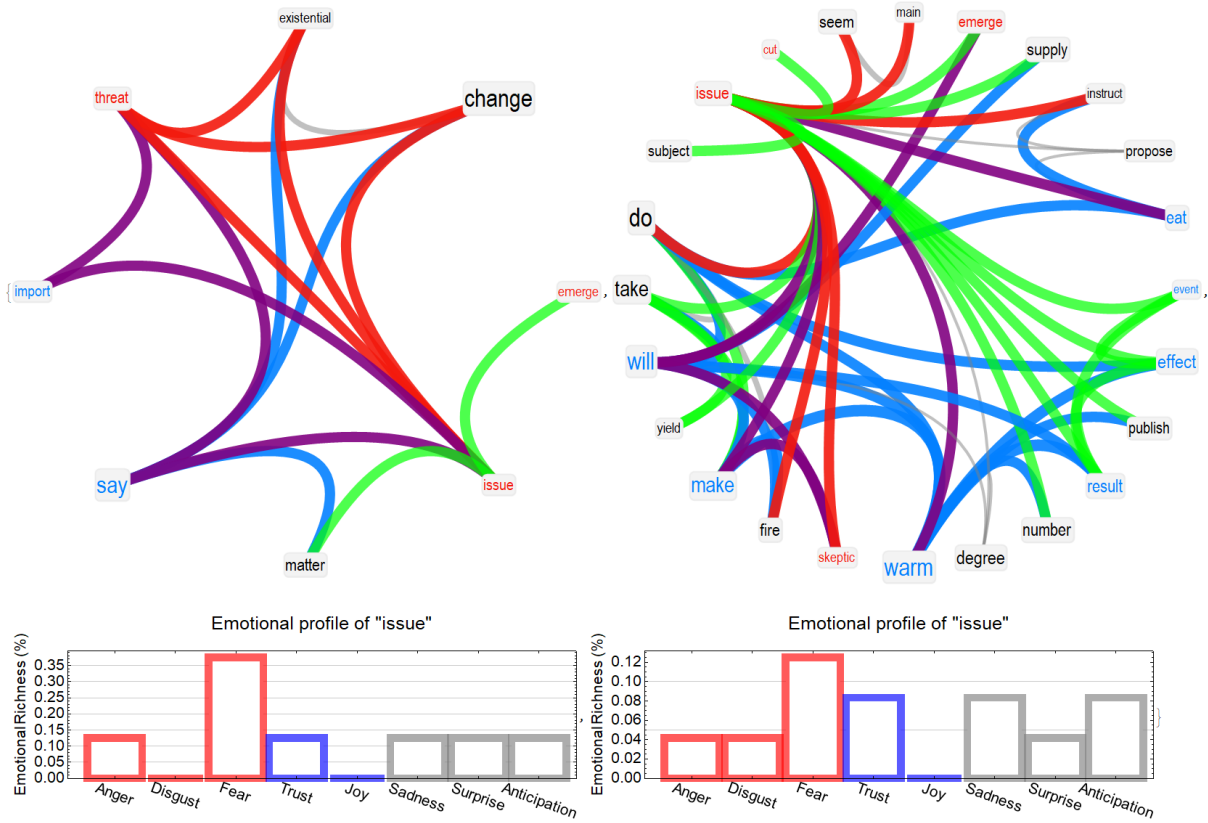 existential
threat
change
{ import
emerge ,
say
issue
matter
seem
main
emerge
cut
supply
issue
instruct
subject
propose
do
eat
take
event ,
will
effect
yield
publish
make
result
fire
number
skeptic
degree
warm
Emotional profile of "issue"
Emotional Richness (%)
0.35
0.30
0.25
0.20
0.15
0.10
0.05
0.00
Anger Disgust Fear Trust Joy Sadness Surprise Anticipation
,
Emotional profile of "issue"
Emotional Richness (%)
0.12
0.10
0.08
0.06
0.04
0.02
0.00
Anger Disgust Fear Trust Joy Sadness Surprise Anticipation
}